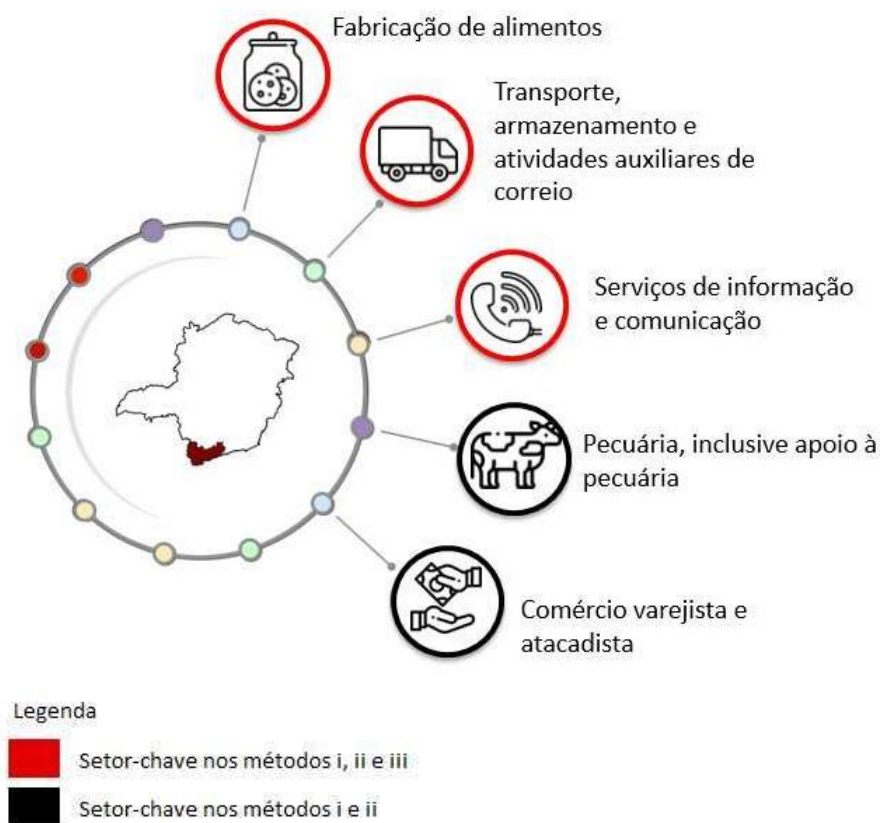 Fabricação de alimentos
Transporte,
armazenamento e
atividades auxiliares de
correio
Serviços de informação
e comunicação
Pecuária, inclusive apoio à
pecuária
Comércio varejista e
atacadista
Legenda
Setor-chave nos métodos i, ii e iii
Setor-chave nos métodos i e ii